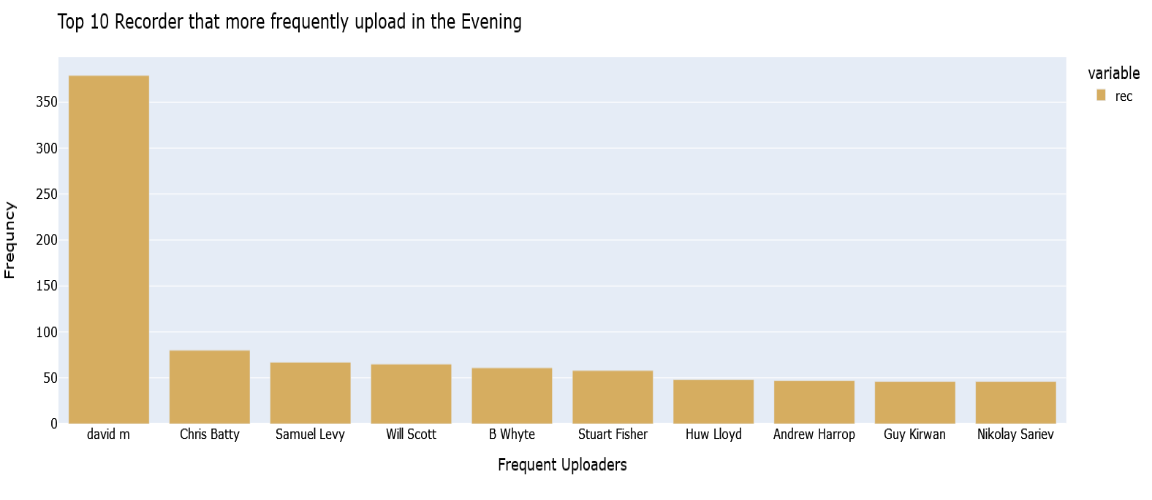 Top 10 Recorder that more frequently upload in the Evening
variable
rec
Frequncy
350
300
250
200
150
100
50
0
david m
Chris Batty
Samuel Levy
Will Scott
B Whyte
Stuart Fisher
Huw Lloyd
Andrew Harrop
Guy Kirwan
Nikolay Sariev
Frequent Uploaders